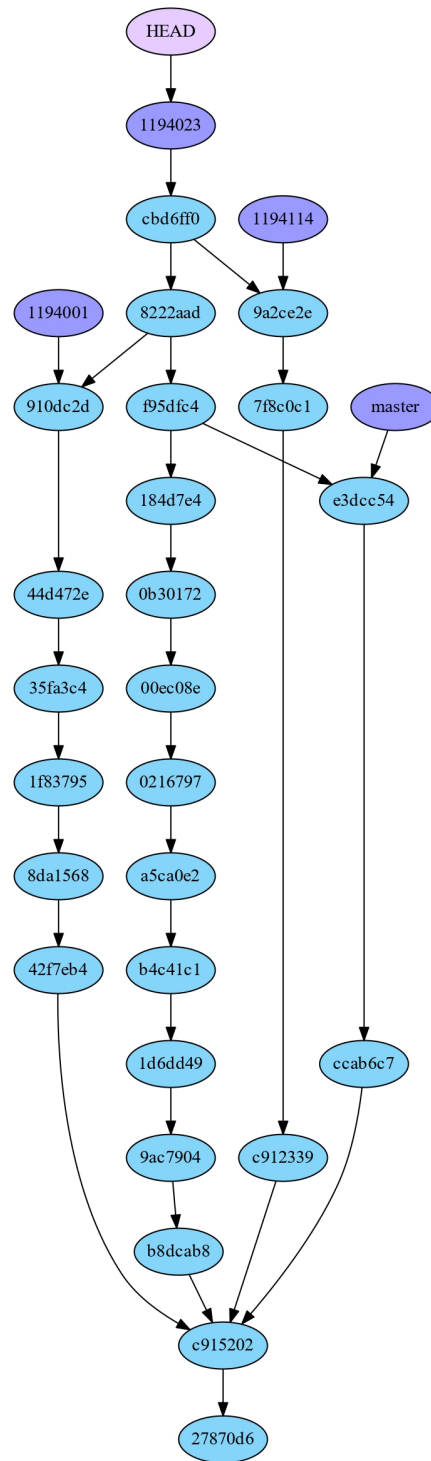 HEAD
1194023
cbd6ff0
1194114
1194001
8222aad
9a2ce2e
910dc2d
f95dfc4
7f8c0c1
master
184d7e4
e3dcc54
44d472e
0b30172
35fa3c4
00ec08e
1f83795
0216797
8da1568
a5ca0e2
42f7eb4
b4c41c1
1d6dd49
ccab6c7
9ac7904
c912339
b8dcab8
c915202
27870d6